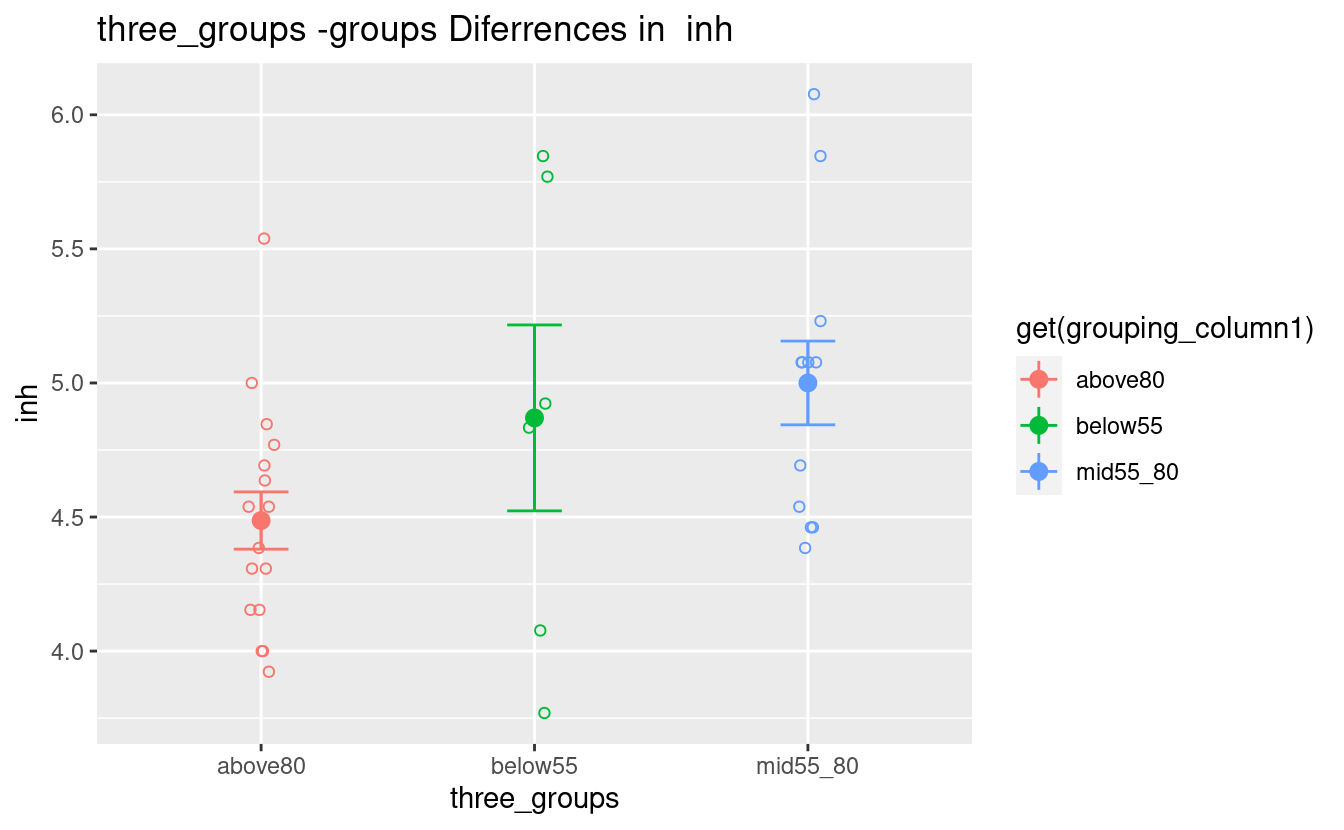 three_groups -groups Diferrences in  inh
6.0
5.5
5.0
4.5
4.0
inh
above80
below55
mid55_80
three_groups
get(grouping_column1)
above80
below55
mid55_80